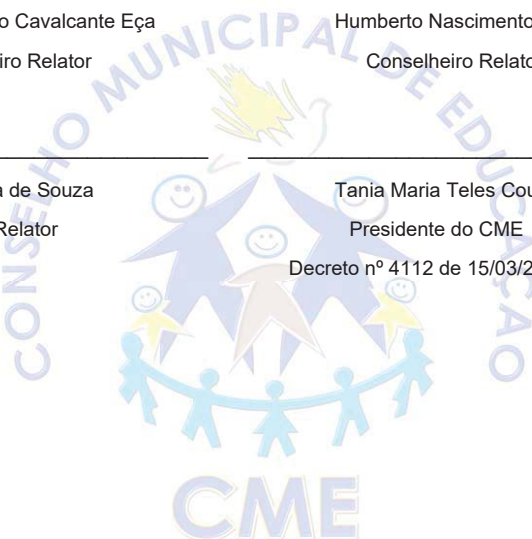 o Cavalcante Eça Humberto Nascimento
iro Relator Conselheiro Relato
a de Souza Tania Maria Teles Cou
Relator Presidente do CME
Decreto nº 4112 de 15/03/2
CONSELHO MUNICIPAL DE EDUCAÇÃO
CME